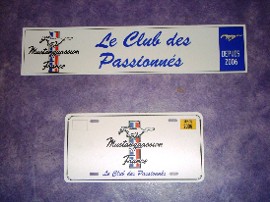 Mustangpassion
France
Le Club des
Passionnés
DEPUIS
2006
Mustangpassion
France
Le Club des Passionnés